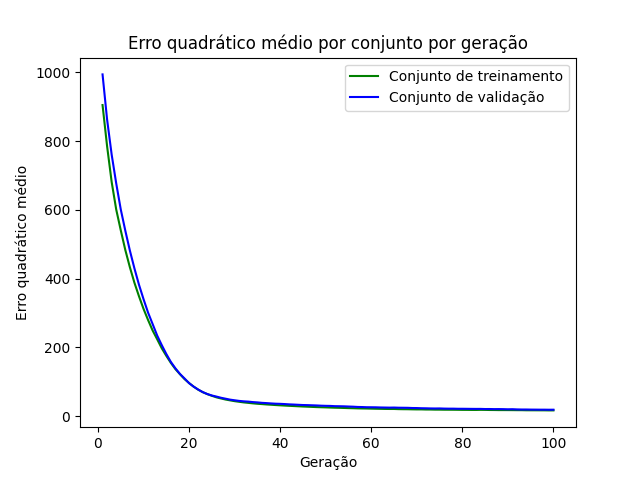 Erro quadrático médio por conjunto por geração
Conjunto de treinamento
Conjunto de validação
Erro quadrático médio
1000
800
600
400
200
0
0 20 40 60 80 100
Geração